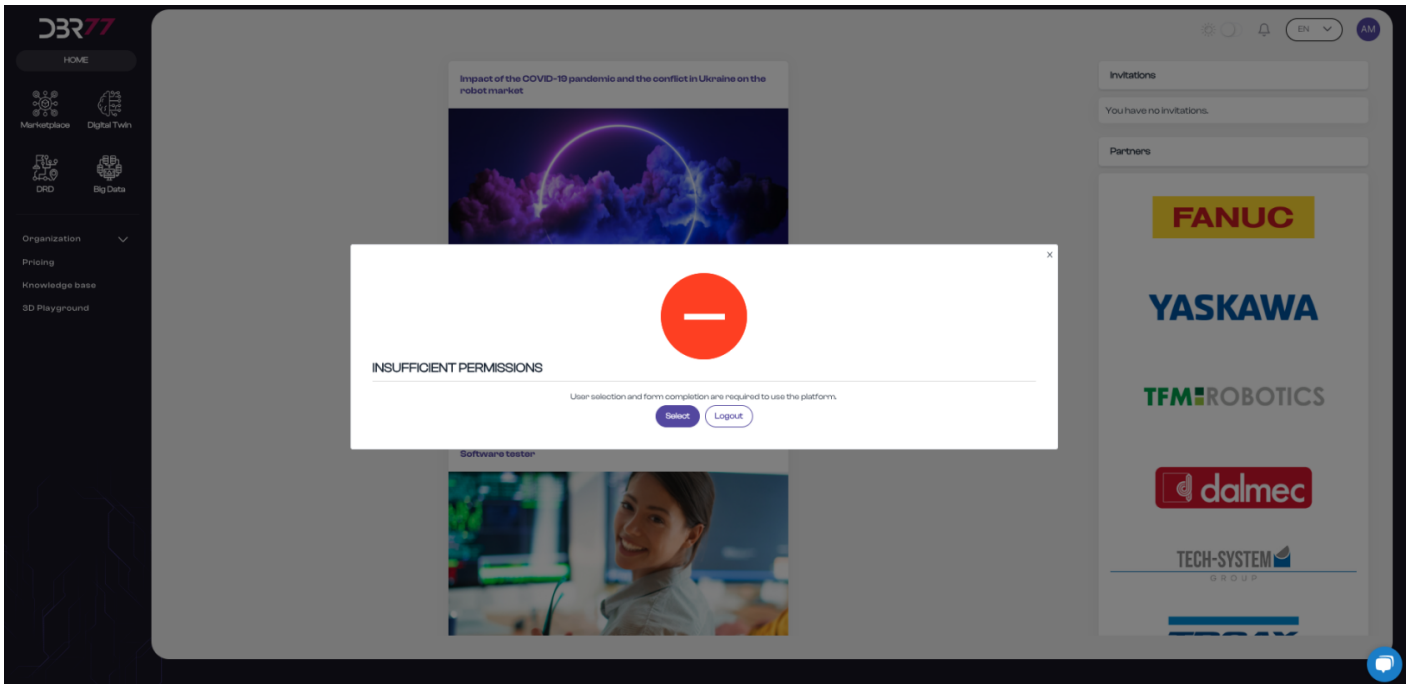 DBR77
HOME
Marketplace
Digital Twin
DRD
Big Data
Organization
Pricing
Knowledge base
3D Playground
EN
AM
Impact of the COVID-19 pandemic and the conflict in Ukraine on the
robot market
Invitations
You have no invitations.
Partners
FANUC
YASKAWA
TFM ROBOTICS
dalmec
TECH-SYSTEM
GROUP
x
INSUFFICIENT PERMISSIONS
User selection and form completion are required to use the platform.
Select
Logout
Software tester